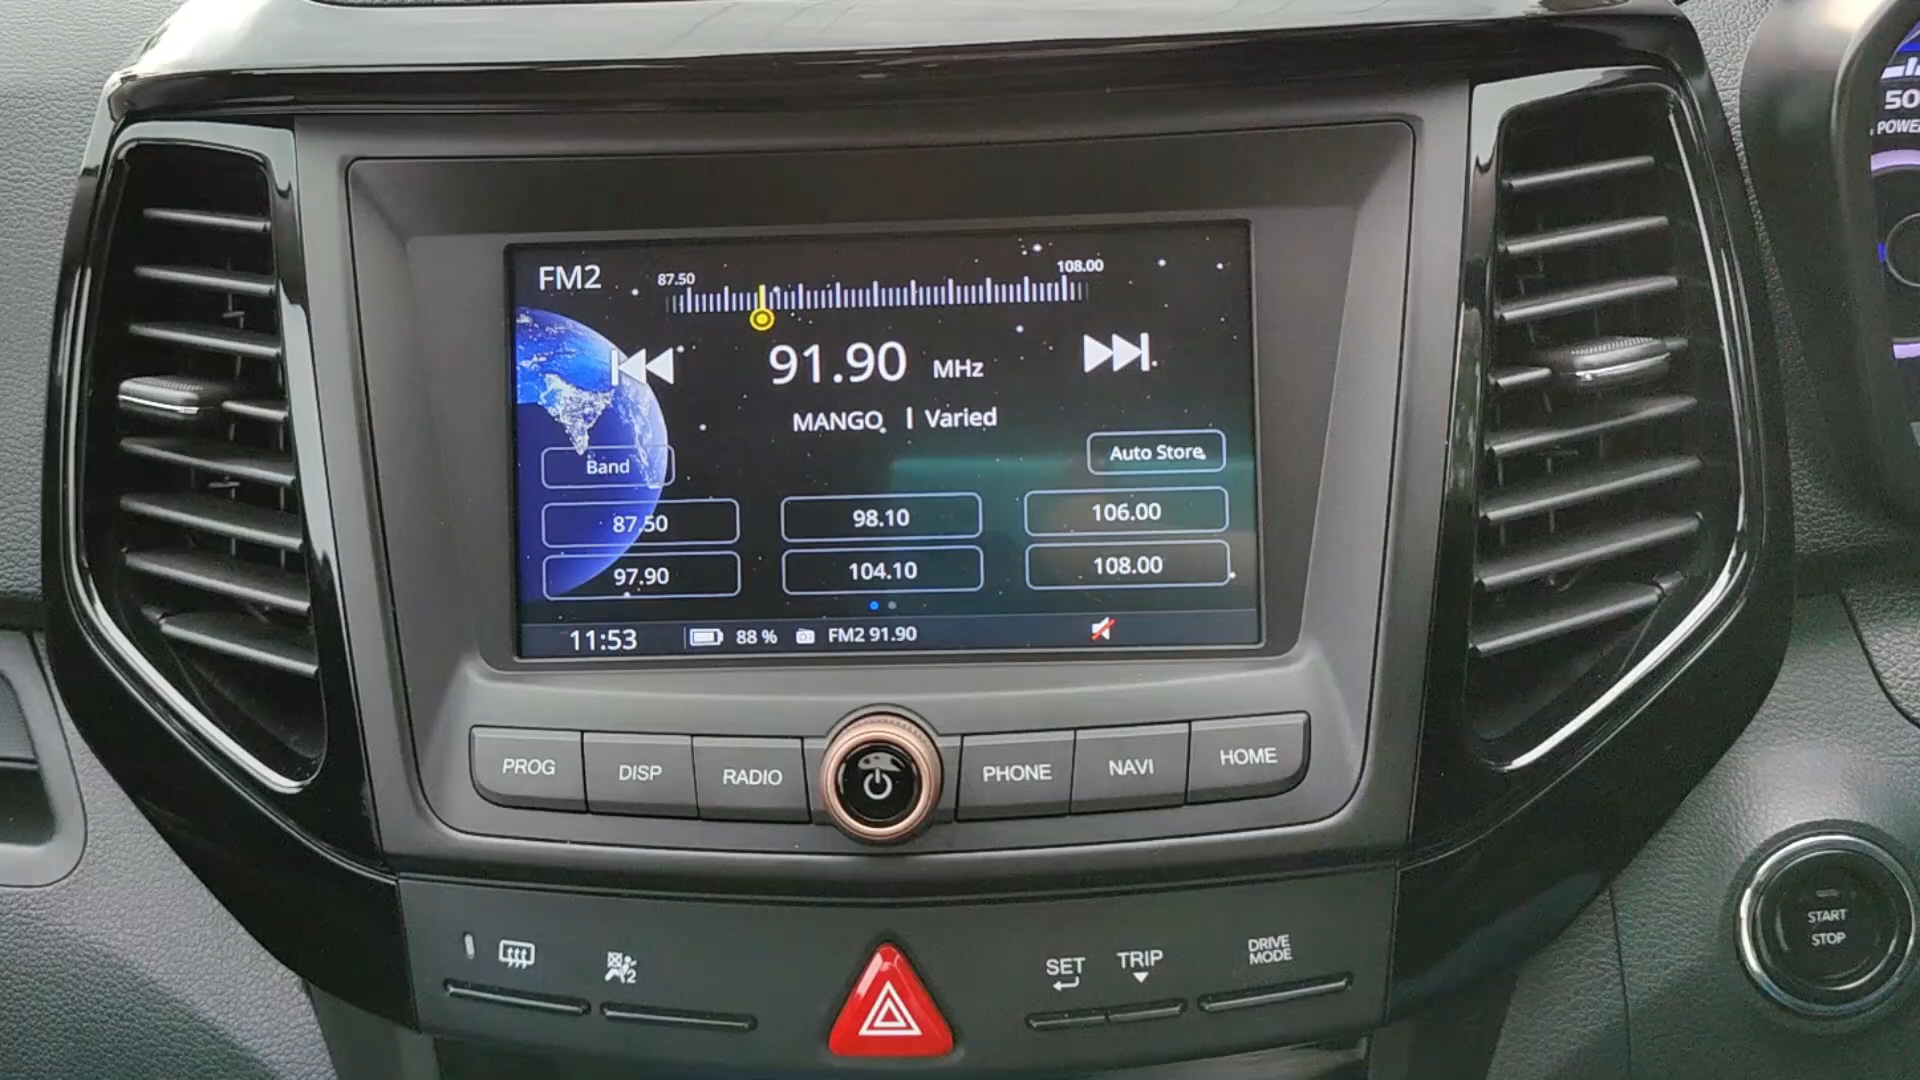 FM2
87.50
108.00
91.90 MHz
MANGO | Varied
Band
Auto Store
87.50
98.10
106.00
97.90
104.10
108.00
11:53
88 %
FM2 91.90
PROG
DISP
RADIO
PHONE
NAVI
HOME
2
SET
TRIP
DRIVE
MODE
START
STOP
50